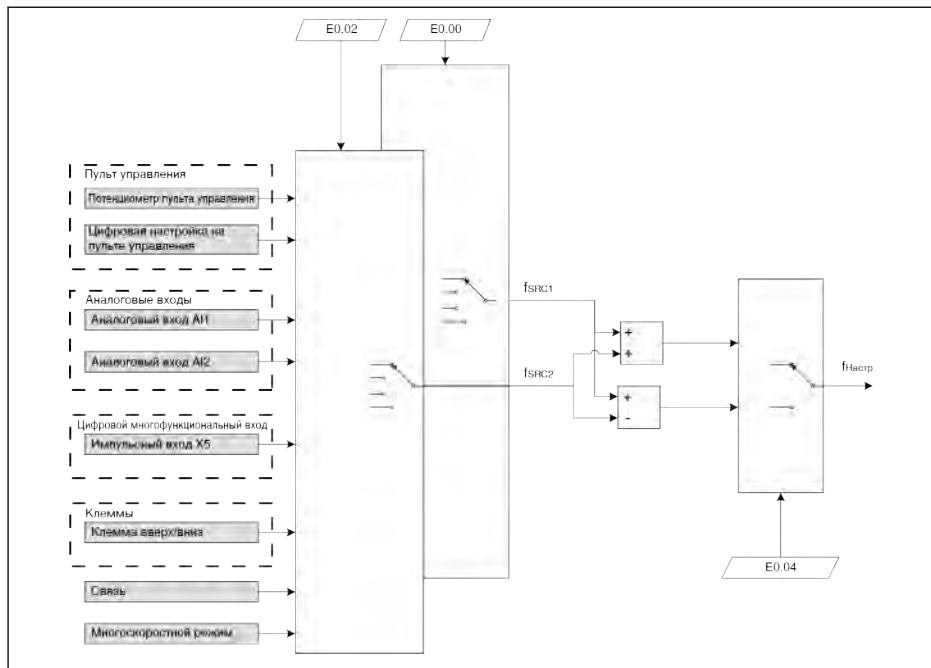 E0.02
E0.00
Пульт управления
Потенциометр пульта управления
Цифровая настройка на
пульте управления
Аналоговые входы
Аналоговый вход AI1
Аналоговый вход AI2
Цифровой многофункциональный вход
Импульсный вход X5
Клеммы
Клемма вверх/вниз
Связь
Многоскоростной режим
fSRC1
fSRC2
+
+
+
-
fНастр.
E0.04